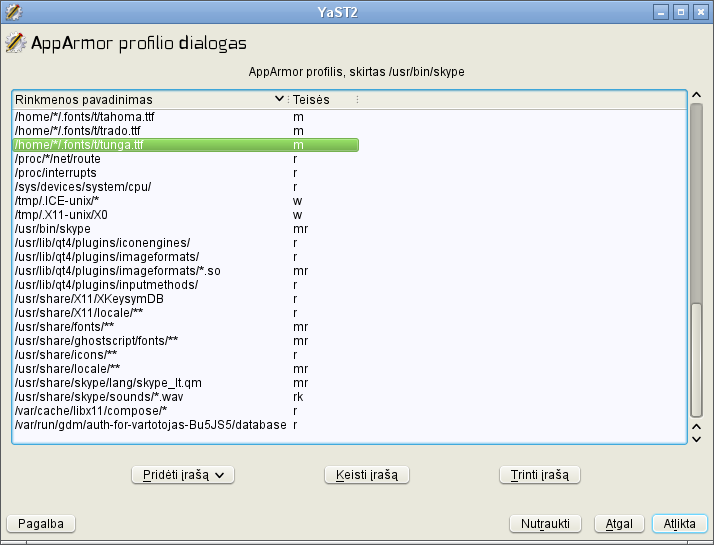 YaST2
AppArmor profilio dialogas
AppArmor profilis, skirtas /usr/bin/skype
Rinkmenos pavadinimas Teisės
/home/*/.fonts/t/tahoma.ttf m
/home/*/.fonts/t/trado.ttf m
/home/*/.fonts/t/tunga.ttf m
/proc/*/net/route r
/proc/interrupts r
/sys/devices/system/cpu/ r
/tmp/.ICE-unix/* w
/tmp/.X11-unix/X0 w
/usr/bin/skype mr
/usr/lib/qt4/plugins/iconengines/ r
/usr/lib/qt4/plugins/imageformats/ r
/usr/lib/qt4/plugins/imageformats/*.so mr
/usr/lib/qt4/plugins/inputmethods/ r
/usr/share/X11/XKeysymDB r
/usr/share/X11/locale/** r
/usr/share/fonts/** mr
/usr/share/ghostscript/fonts/** mr
/usr/share/icons/** r
/usr/share/locale/** mr
/usr/share/skype/lang/skype_lt.qm mr
/usr/share/skype/sounds/*.wav rk
/var/cache/libx11/compose/* r
/var/run/gdm/auth-for-vartotojas-Bu5JS5/database r
Pridėti įrašą Keisti įrašą Trinti įrašą
Pagalba Nutraukti Atgal Atlikta